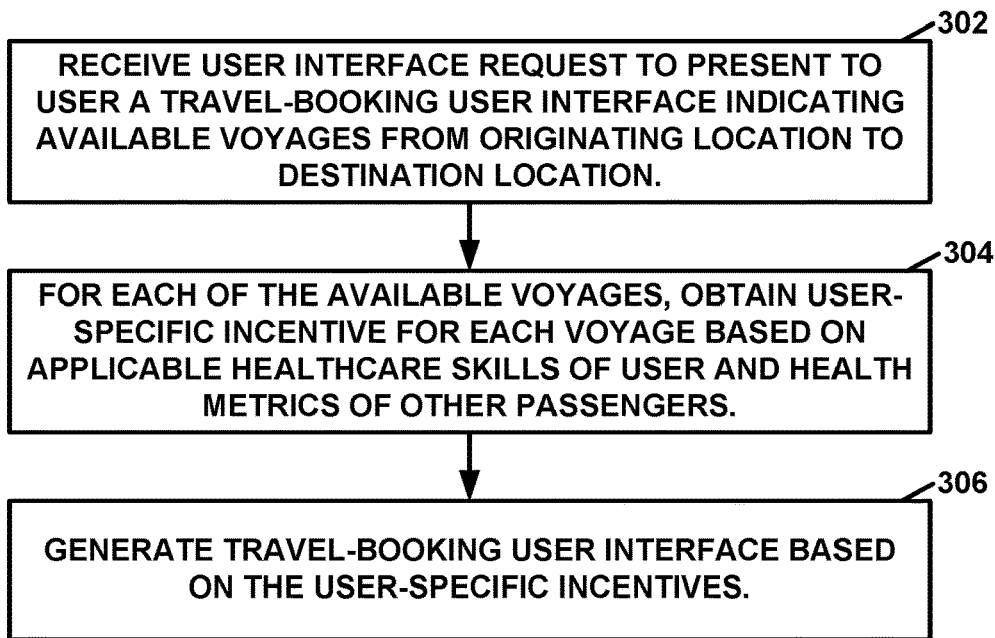 302
RECEIVE USER INTERFACE REQUEST TO PRESENT TO
USER A TRAVEL-BOOKING USER INTERFACE INDICATING
AVAILABLE VOYAGES FROM ORIGINATING LOCATION TO
DESTINATION LOCATION.
304
FOR EACH OF THE AVAILABLE VOYAGES, OBTAIN USER-
SPECIFIC INCENTIVE FOR EACH VOYAGE BASED ON
APPLICABLE HEALTHCARE SKILLS OF USER AND HEALTH
METRICS OF OTHER PASSENGERS.
306
GENERATE TRAVEL-BOOKING USER INTERFACE BASED
ON THE USER-SPECIFIC INCENTIVES.